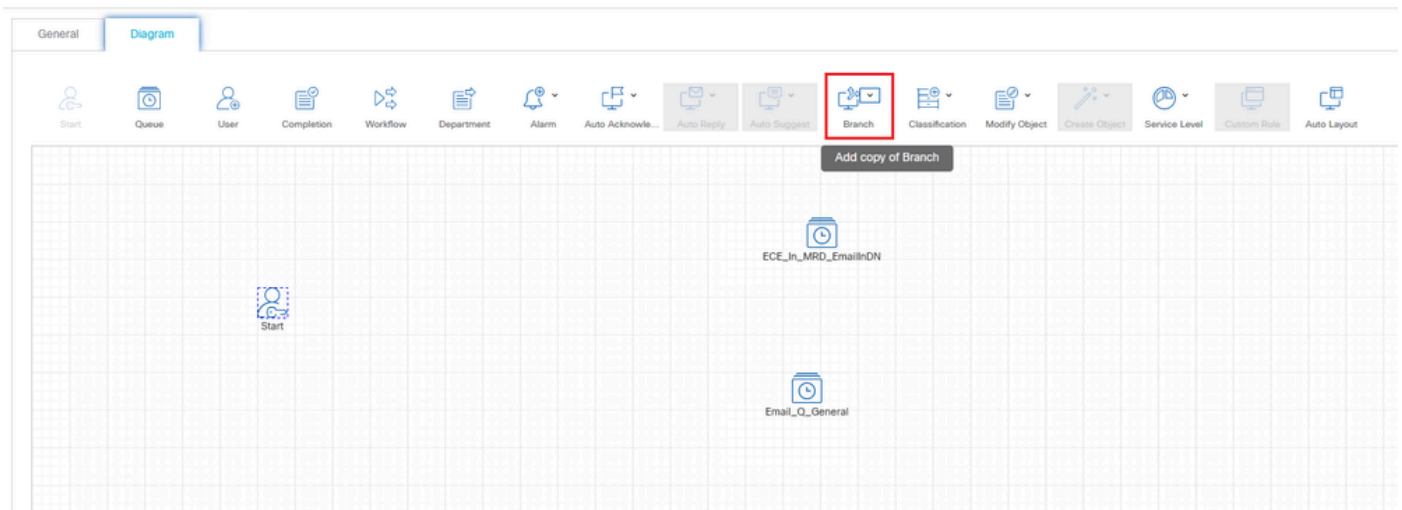 General Diagram
Start Queue User Completion Workflow Department Alarm Auto Acknowle... Auto Reply Auto Suggest Branch Classification Modify Object Create Object Service Level Custom Rule Auto Layout
Add copy of Branch
ECE_In_MRD_EmailInDN
Start
Email_Q_General